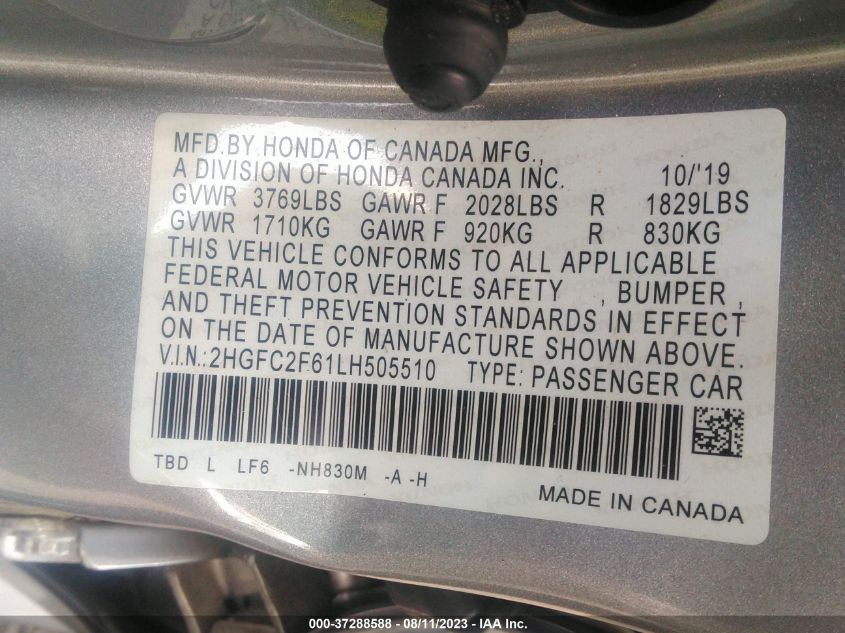 MFD.BY.HONDA OF CANADA MFG.,
A DIVISION OF HONDA CANADA INC. 10/'19
GVWR 3769LBS GAWR F 2028LBS R 1829LBS
GVWR 1710KG GAWR F 920KG R 830KG
THIS VEHICLE CONFORMS TO ALL APPLICABLE
FEDERAL MOTOR VEHICLE SAFETY , BUMPER ,
AND THEFT PREVENTION STANDARDS IN EFFECT
ON THE DATE OF MANUFACTURE SHOWN ABOVE.
V.I.N.:2HGFC2F61LH505510 TYPE: PASSENGER CAR
TBD L LF6 -NH830M -A -H
MADE IN CANADA
000-37288588 - 08/11/2023 - IAA Inc.